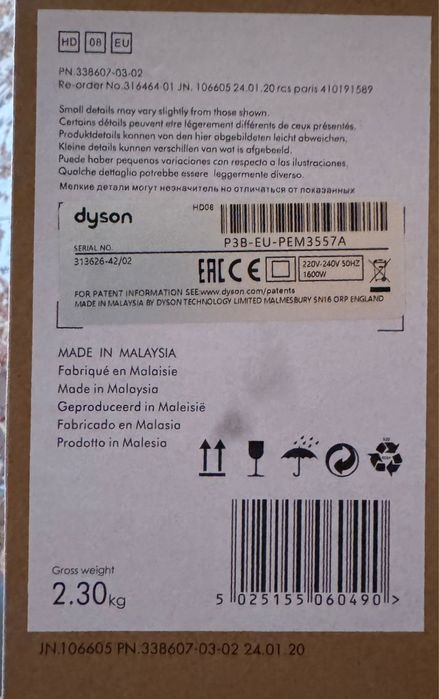 HD 08 EU
PN.338607-03-02
Re-order No.316464-01 JN. 106605 24.01.20 rcs paris 410191589
Small details may vary slightly from those shown.
Certains détails peuvent etre légerement différents de ceux présentés.
Produktdetails konnen von den hier abgebildeten leicht abweichen.
Kleine details kunnen verschillen van wat is afgebeeld.
Puede haber pequenos variaciones con respecto a las ilustraciones.
Qualche dettaglio potrebbe essere leggermente diverso.
Мелкие детали могут незначитель но отличаться от показанных
dyson
HD08
P3B-EU-PEM3557A
SERIAL NO.
313626-42/02
EAC CE
220V-240V 50HZ
1600W
FOR PATENT INFORMATION SEE:www.dyson.com/patents
MADE IN MALAYSIA BY DYSON TECHNOLOGY LIMITED MALMESBURY SN16 ORP ENGLAND
MADE IN MALAYSIA
Fabriqué en Malaisie
Made in Malaysia
Geproduceerd in Maleisië
Fabricado en Malasia
Prodotto in Malesia
Gross weight
2.30kg
5 025155 060490 >
JN.106605 PN.338607-03-02 24.01.20